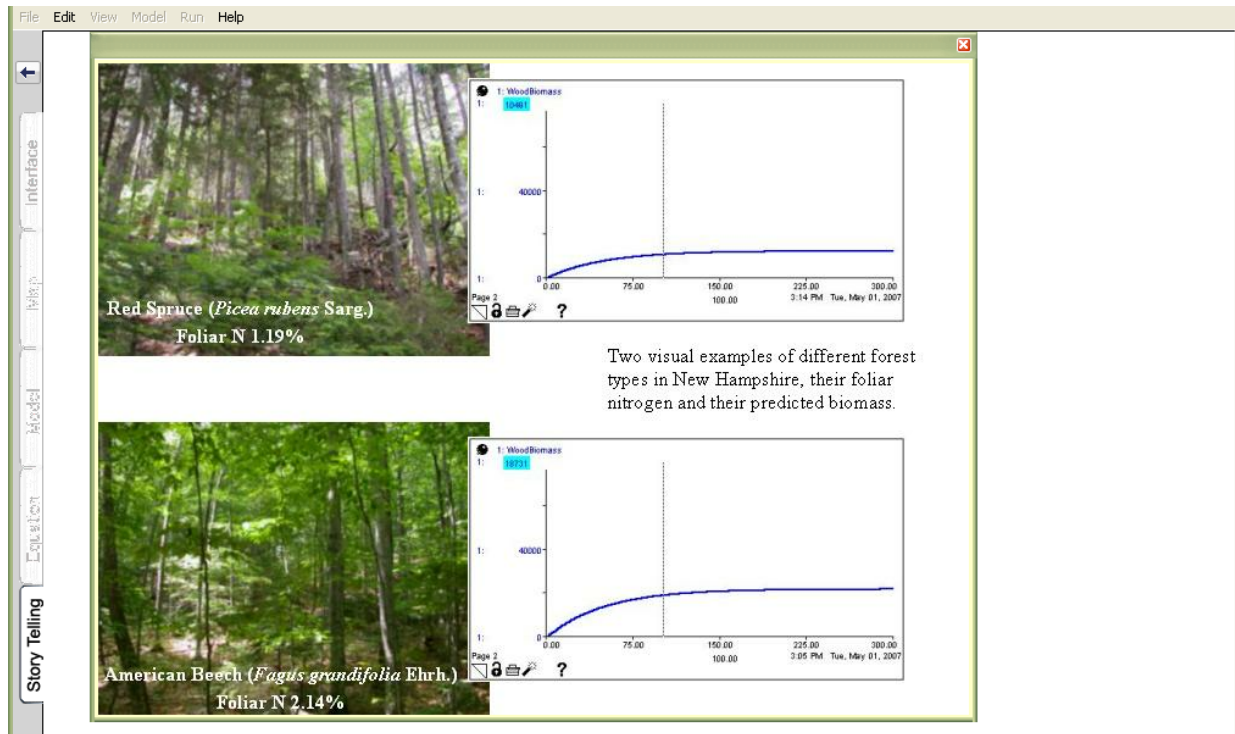 File Edit View Model Run Help
Interface
Map
Model
Equation
Story Telling
1: WoodBiomass
1: 10461
1: 40000
1: 0
0.00 75.00 150.00 225.00 300.00
Page 2 100.00 3:14 PM Tue, May 01, 2007
?
Red Spruce (Picea rubens Sarg.)
Foliar N 1.19%
Two visual examples of different forest
types in New Hampshire, their foliar
nitrogen and their predicted biomass.
1: WoodBiomass
1: 18731
1: 40000
1: 0
0.00 75.00 150.00 225.00 300.00
Page 2 100.00 3:05 PM Tue, May 01, 2007
?
American Beech (Fagus grandifolia Ehrh.)
Foliar N 2.14%